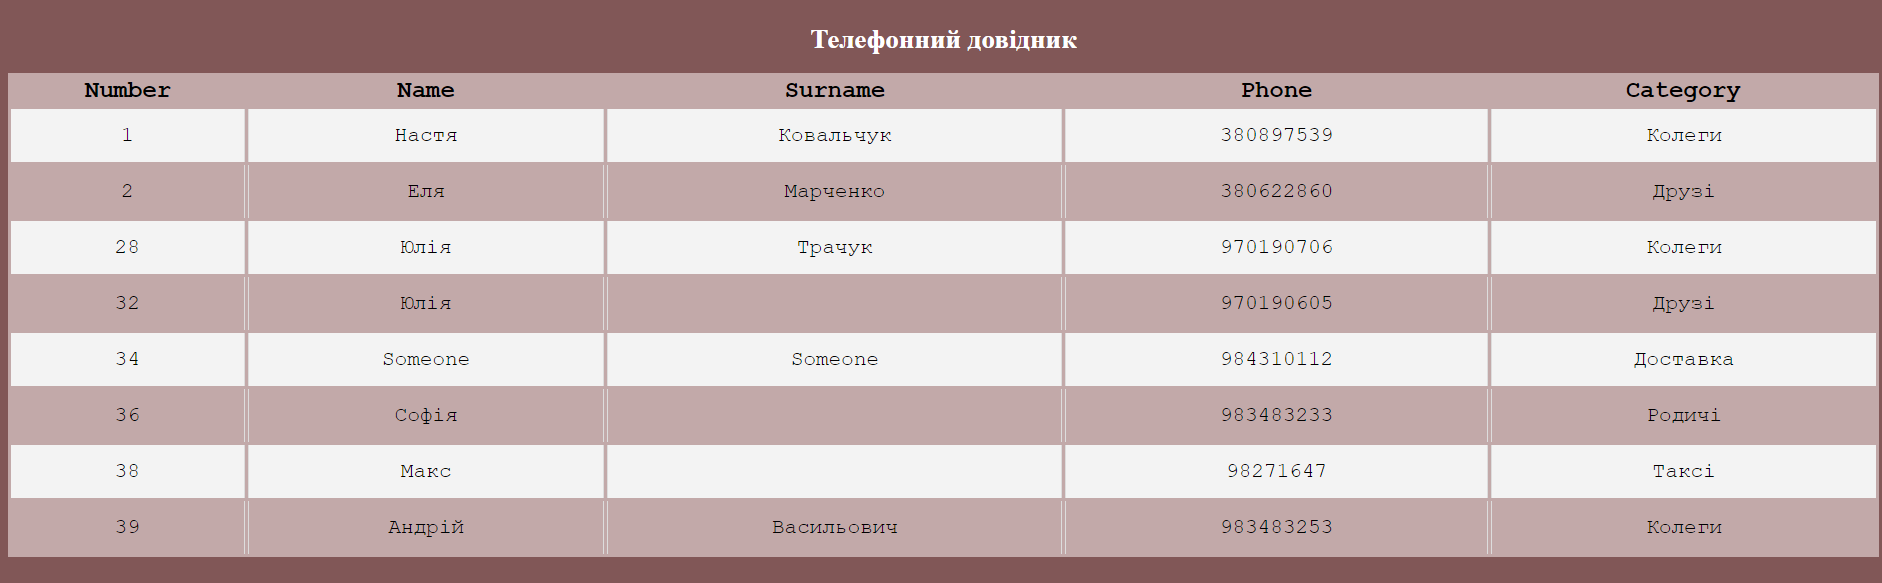 Телефонний довідник
Number Name Surname Phone Category
1 Настя Ковальчук 380897539 Колеги
2 Еля Марченко 380622860 Друзі
28 Юлія Трачук 970190706 Колеги
32 Юлія 970190605 Друзі
34 Someone Someone 984310112 Доставка
36 Софія 983483233 Родичі
38 Макс 98271647 Таксі
39 Андрій Васильович 983483253 Колеги